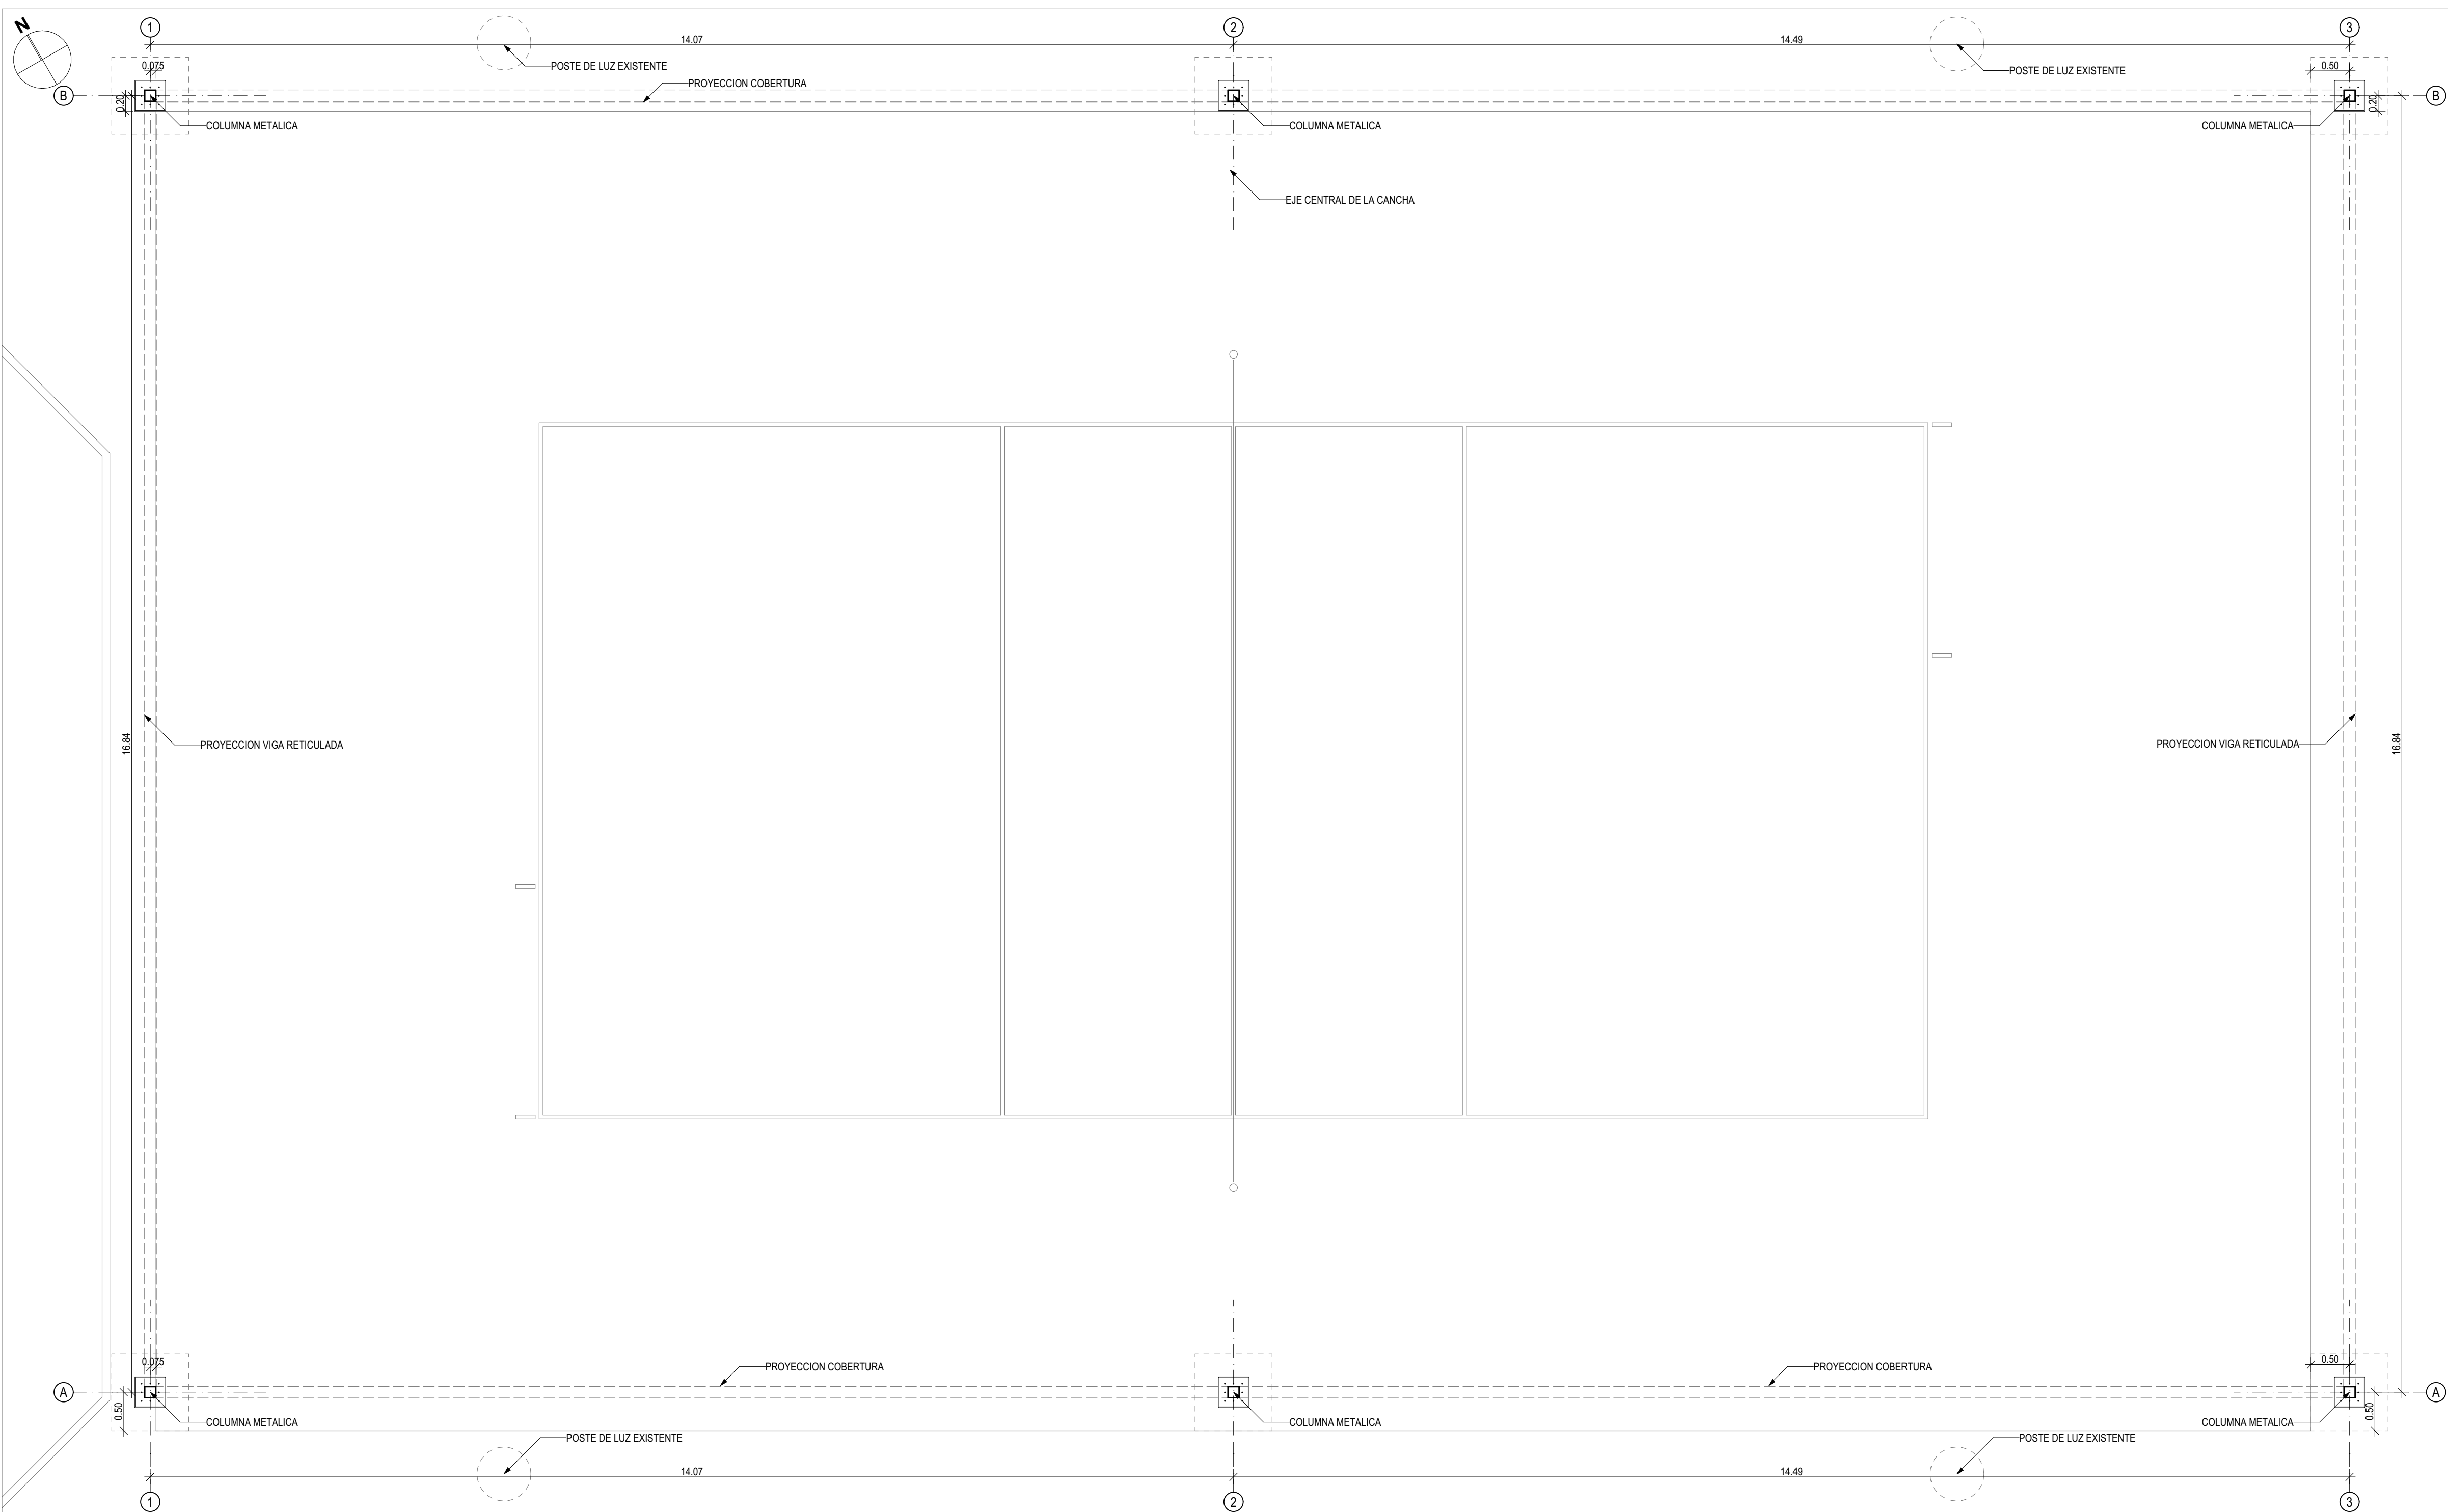 N
1
2
3
14.07
14.49
POSTE DE LUZ EXISTENTE
POSTE DE LUZ EXISTENTE
0.075
0.50
PROYECCION COBERTURA
B
B
0.20
0.20
COLUMNA METALICA
COLUMNA METALICA
COLUMNA METALICA
EJE CENTRAL DE LA CANCHA
16.84
PROYECCION VIGA RETICULADA
PROYECCION VIGA RETICULADA
16.84
0.075
PROYECCION COBERTURA
PROYECCION COBERTURA
0.50
A
A
0.50
0.50
COLUMNA METALICA
COLUMNA METALICA
COLUMNA METALICA
POSTE DE LUZ EXISTENTE
POSTE DE LUZ EXISTENTE
14.07
14.49
1
2
3